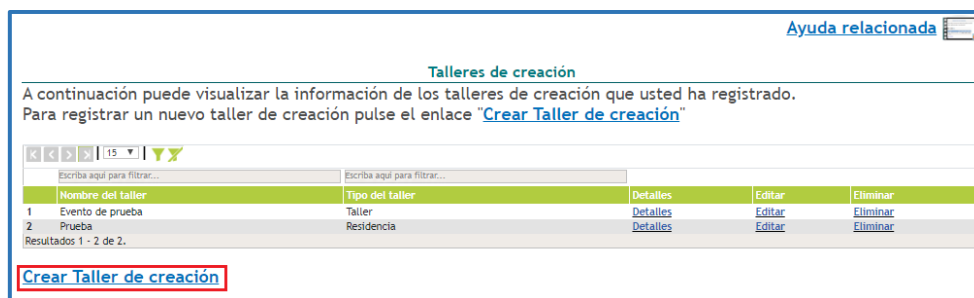 Ayuda relacionada
Talleres de creación
A continuación puede visualizar la información de los talleres de creación que usted ha registrado.
Para registrar un nuevo taller de creación pulse el enlace "Crear Taller de creación"
15
Escriba aquí para filtrar... Escriba aquí para filtrar...
Nombre del taller Tipo del taller Detalles Editar Eliminar
1 Evento de prueba Taller Detalles Editar Eliminar
2 Prueba Residencia Detalles Editar Eliminar
Resultados 1 - 2 de 2.
Crear Taller de creación